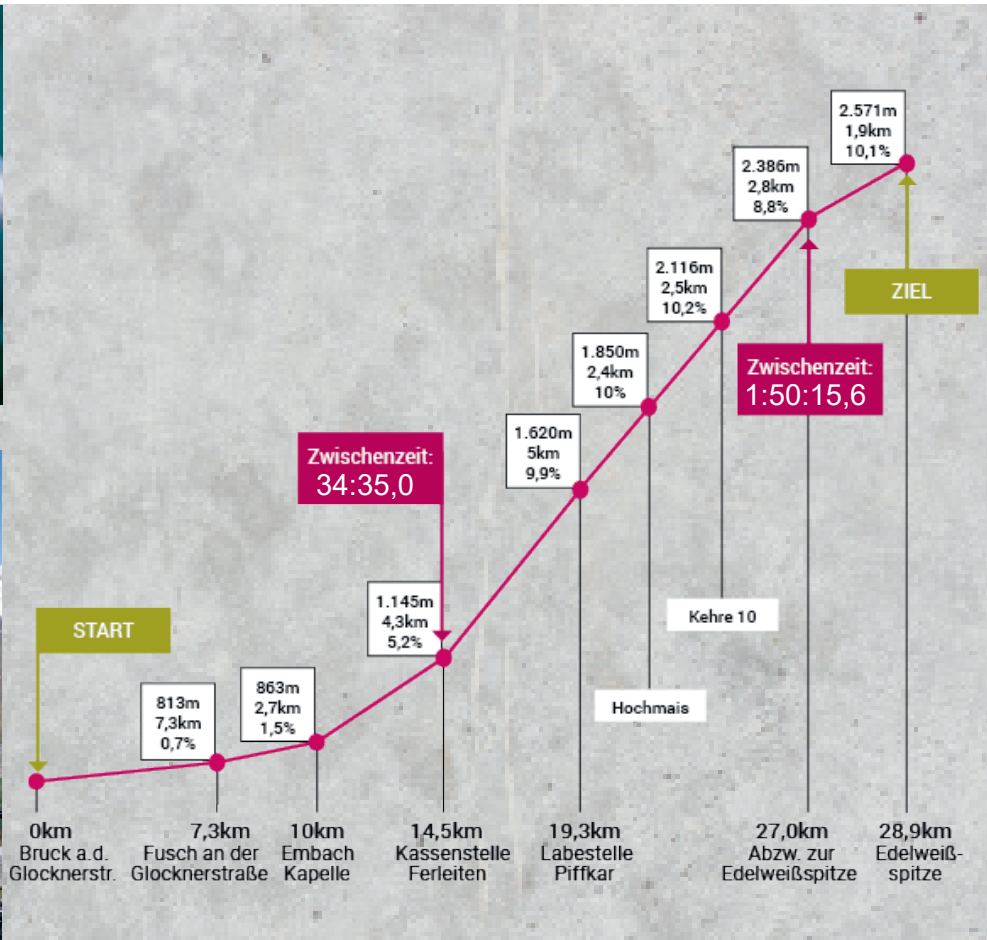 2.571m
1,9km
10,1%
2.386m
2,8km
8,8%
2.116m
2,5km
10,2%
ZIEL
1.850m
2,4km
10%
Zwischenzeit:
1:50:15,6
1.620m
5km
9,9%
Zwischenzeit:
34:35,0
1.145m
4,3km
5,2%
START
Kehre 10
863m
2,7km
1,5%
813m
7,3km
0,7%
Hochmais
0km
Bruck a.d.
Glocknerstr.
7,3km
Fusch an der
Glocknerstraße
10km
Embach
Kapelle
14,5km
Kassenstelle
Ferleiten
19,3km
Labestelle
Piffkar
27,0km
Abzw. zur
Edelweißspitze
28,9km
Edelweiß-
spitze